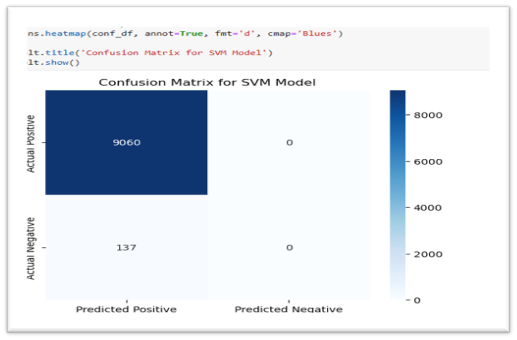 ns.heatmap(conf_df, annot=True, fmt='d', cmap='Blues')
lt.title('Confusion Matrix for SVM Model')
lt.show()
Confusion Matrix for SVM Model
Actual Positive
9060
0
8000
6000
4000
Actual Negative
137
0
2000
0
Predicted Positive
Predicted Negative